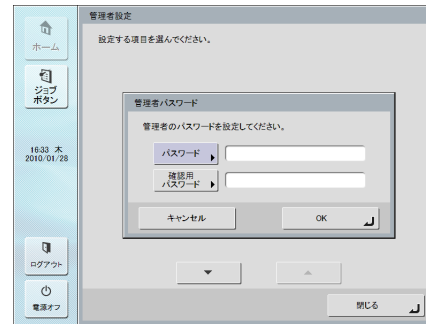 管理者設定
設定する項目を選んでください。
ホーム
ジョブ
ボタン
16:33 木
2010/01/28
ログアウト
電源オフ
管理者パスワード
管理者のパスワードを設定してください。
パスワード
確認用
パスワード
キャンセル
OK
閉じる